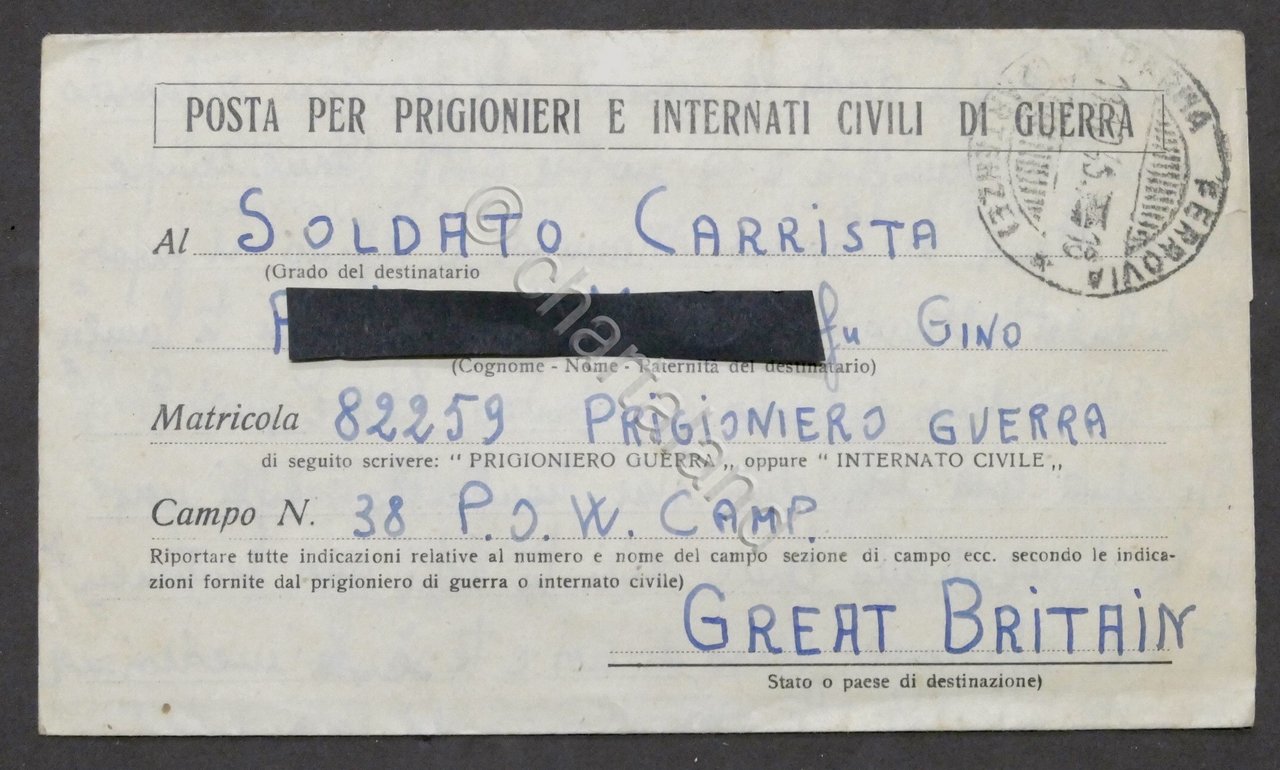 POSTA PER PRIGIONIERI E INTERNATI CIVILI DI GUERRA
PARMA FERROVIA
Al SOLDATO CARRISTA
(Grado del destinatario
fu GINO
(Cognome - Nome - Paternità del destinatario)
Matricola 82259 PRIGIONIERO GUERRA
di seguito scrivere: “ PRIGIONIERO GUERRA „ oppure “ INTERNATO CIVILE „
Campo N. 38 P.O.W. CAMP.
Riportare tutte indicazioni relative al numero e nome del campo sezione di campo ecc. secondo le indica-
zioni fornite dal prigioniero di guerra o internato civile)
GREAT BRITAIN
Stato o paese di destinazione)
© chartaland